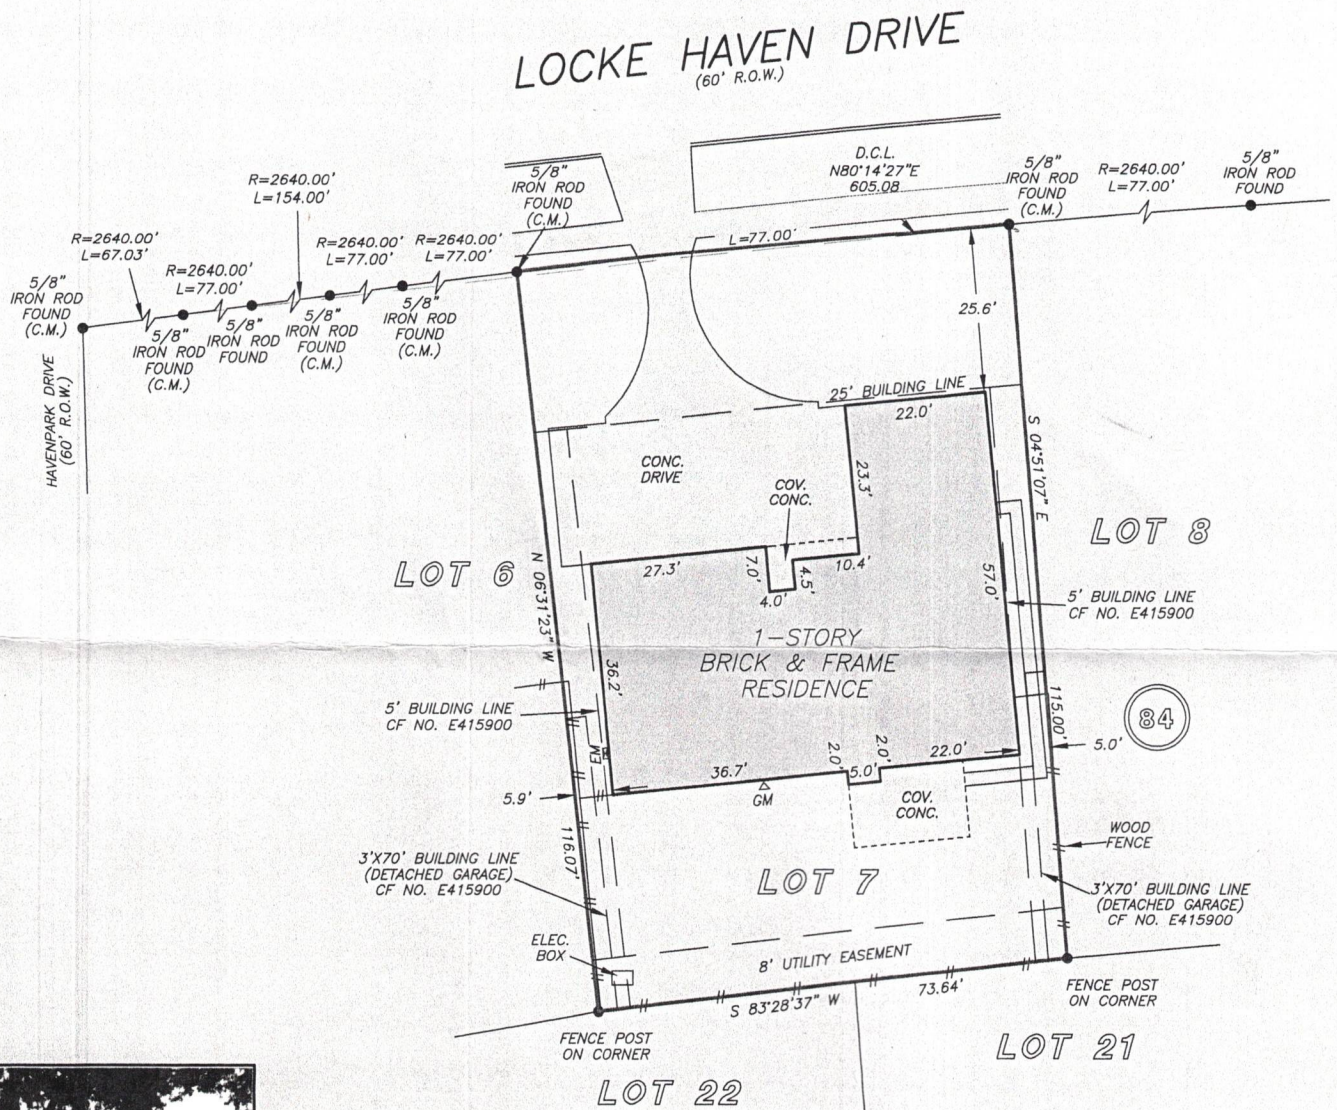 LOCKE HAVEN DRIVE
(60' R.O.W.)
D.C.L.
N80°14'27"E
605.08
5/8"
IRON ROD
FOUND
(C.M.)
5/8"
IRON ROD
FOUND
(C.M.)
R=2640.00'
L=77.00'
5/8"
IRON ROD
FOUND
R=2640.00'
L=154.00'
R=2640.00'
L=67.03'
R=2640.00'
L=77.00'
R=2640.00'
L=77.00'
R=2640.00'
L=77.00'
L=77.00'
5/8"
IRON ROD
FOUND
(C.M.)
5/8"
IRON ROD
FOUND
(C.M.)
5/8"
IRON ROD
FOUND
5/8"
IRON ROD
FOUND
(C.M.)
5/8"
IRON ROD
FOUND
(C.M.)
HAVENPARK DRIVE
(60' R.O.W.)
25.6'
25' BUILDING LINE
22.0'
S 04°51'07" E
CONC.
DRIVE
COV.
CONC.
23.3'
LOT 8
LOT 6
N 06°31'23" W
27.3'
7.0'
4.0'
4.5'
10.4'
57.0'
5' BUILDING LINE
CF NO. E415900
1-STORY
BRICK & FRAME
RESIDENCE
36.2'
5' BUILDING LINE
CF NO. E415900
115.00'
84
5.0'
EM
36.7'
GM
2.0'
5.0'
2.0'
22.0'
COV.
CONC.
5.9'
116.07'
WOOD
FENCE
3'X70' BUILDING LINE
(DETACHED GARAGE)
CF NO. E415900
LOT 7
3'X70' BUILDING LINE
(DETACHED GARAGE)
CF NO. E415900
ELEC.
BOX
8' UTILITY EASEMENT
S 83°28'37" W
73.64'
FENCE POST
ON CORNER
FENCE POST
ON CORNER
LOT 21
LOT 22